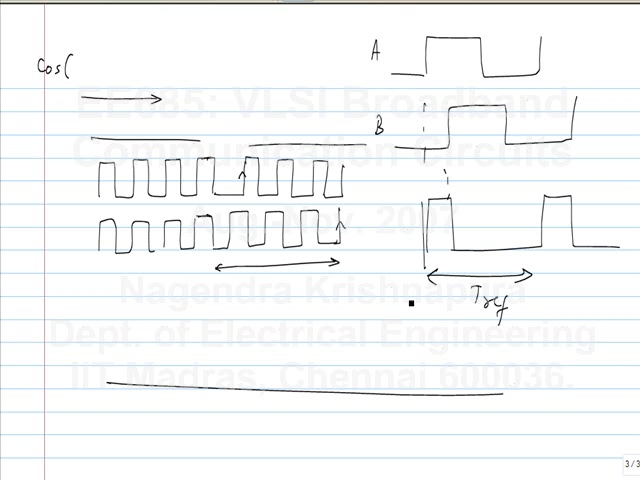 cos(
A
B
Tref
EE685: VLSI Broadband
Communication Circuits
Aug-Nov. 2007
Nagendra Krishnapura
Dept. of Electrical Engineering
IIT Madras, Chennai 600036.
3 / 3